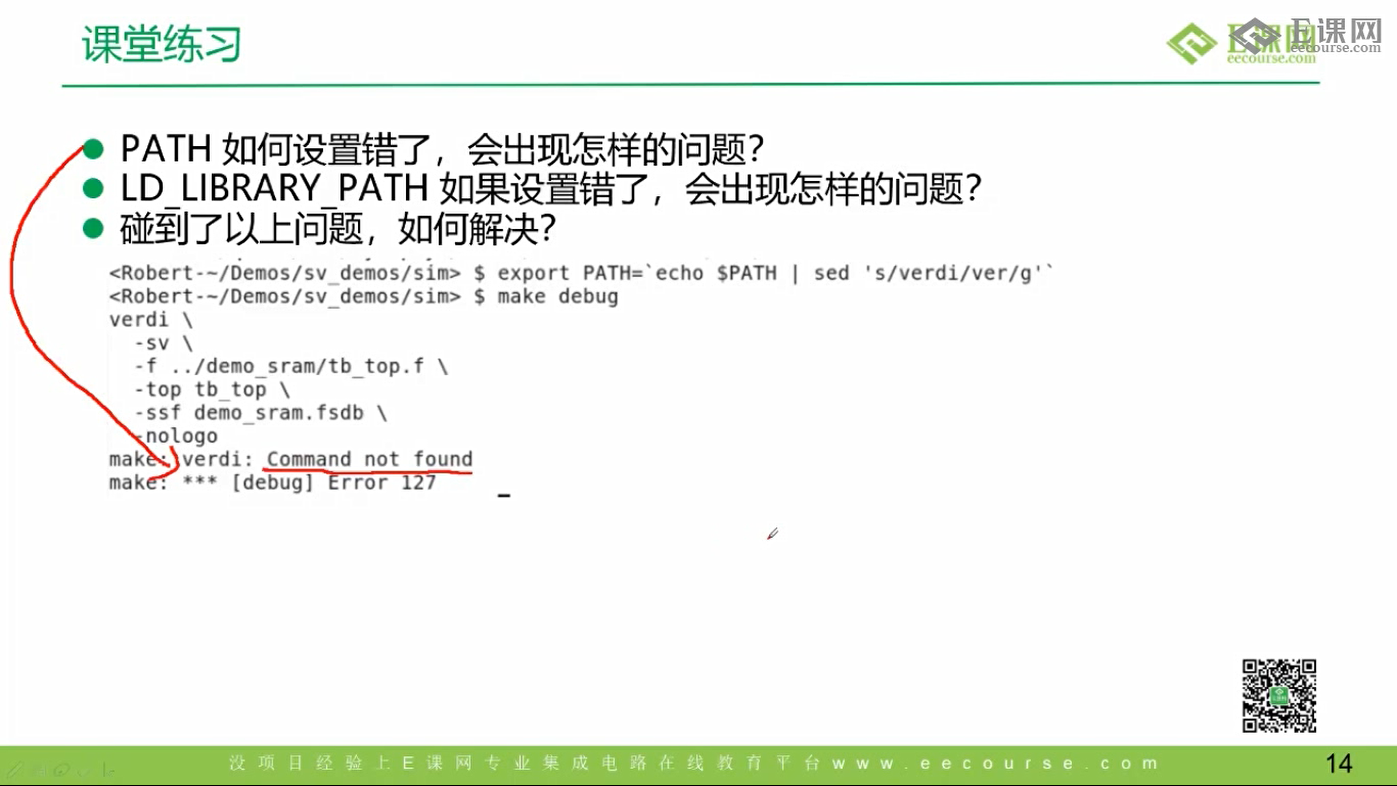 课堂练习
E课网
eecourse.com
E课网
eecourse.com
PATH 如何设置错了，会出现怎样的问题？
LD_LIBRARY_PATH 如果设置错了，会出现怎样的问题？
碰到了以上问题，如何解决？
<Robert-~/Demos/sv_demos/sim> $ export PATH=`echo $PATH | sed 's/verdi/ver/g'`
<Robert-~/Demos/sv_demos/sim> $ make debug
verdi \
-sv \
-f ../demo_sram/tb_top.f \
-top tb_top \
-ssf demo_sram.fsdb \
-nologo
make: verdi: Command not found
make: *** [debug] Error 127
没项目经验上E课网专业集成电路在线教育平台www.eecourse.com
14